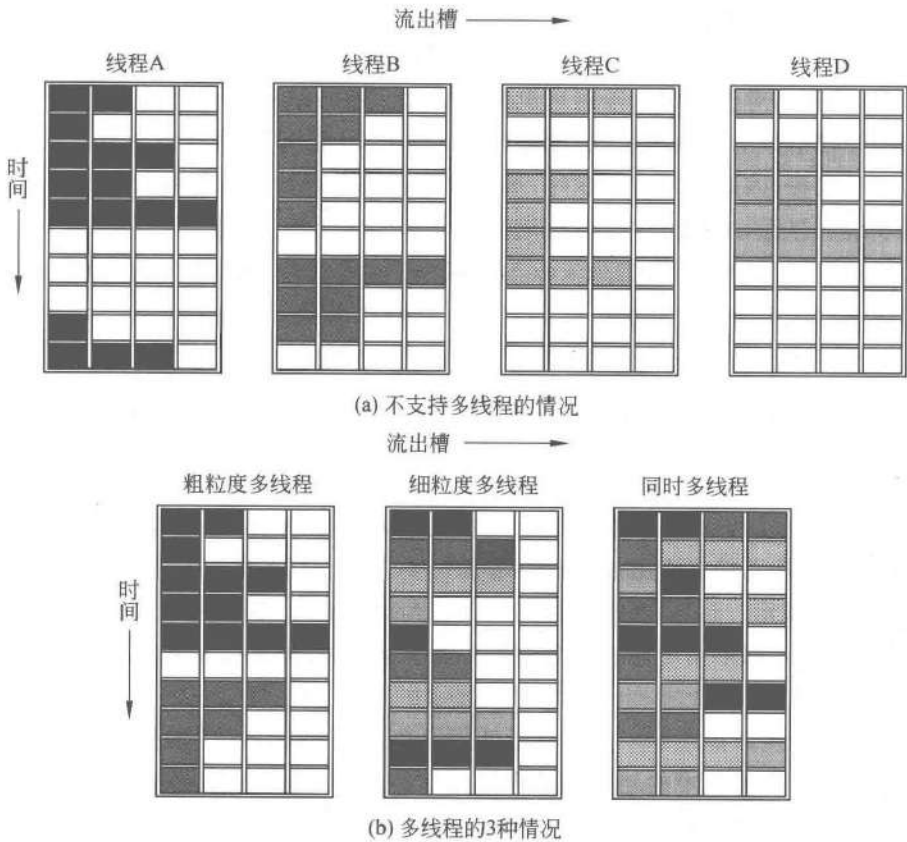 流出槽
线程A
线程B
线程C
线程D
时间
(a) 不支持多线程的情况
流出槽
粗粒度多线程
细粒度多线程
同时多线程
时间
(b) 多线程的3种情况